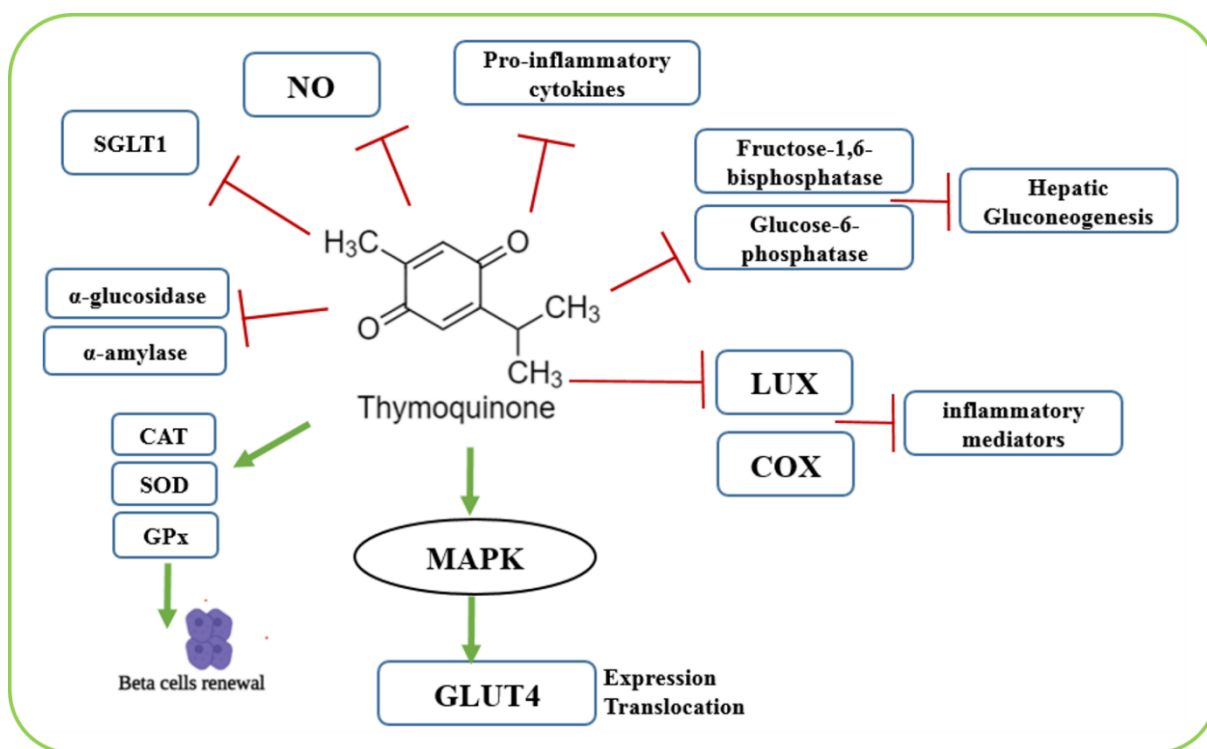 NO
Pro-inflammatory
cytokines
SGLT1
Fructose-1,6-
bisphosphatase
Hepatic
Gluconeogenesis
Glucose-6-
phosphatase
H₃C
O
O
CH₃
CH₃
Thymoquinone
α-glucosidase
α-amylase
LUX
COX
inflammatory
mediators
CAT
SOD
GPx
Beta cells renewal
MAPK
GLUT4
Expression
Translocation